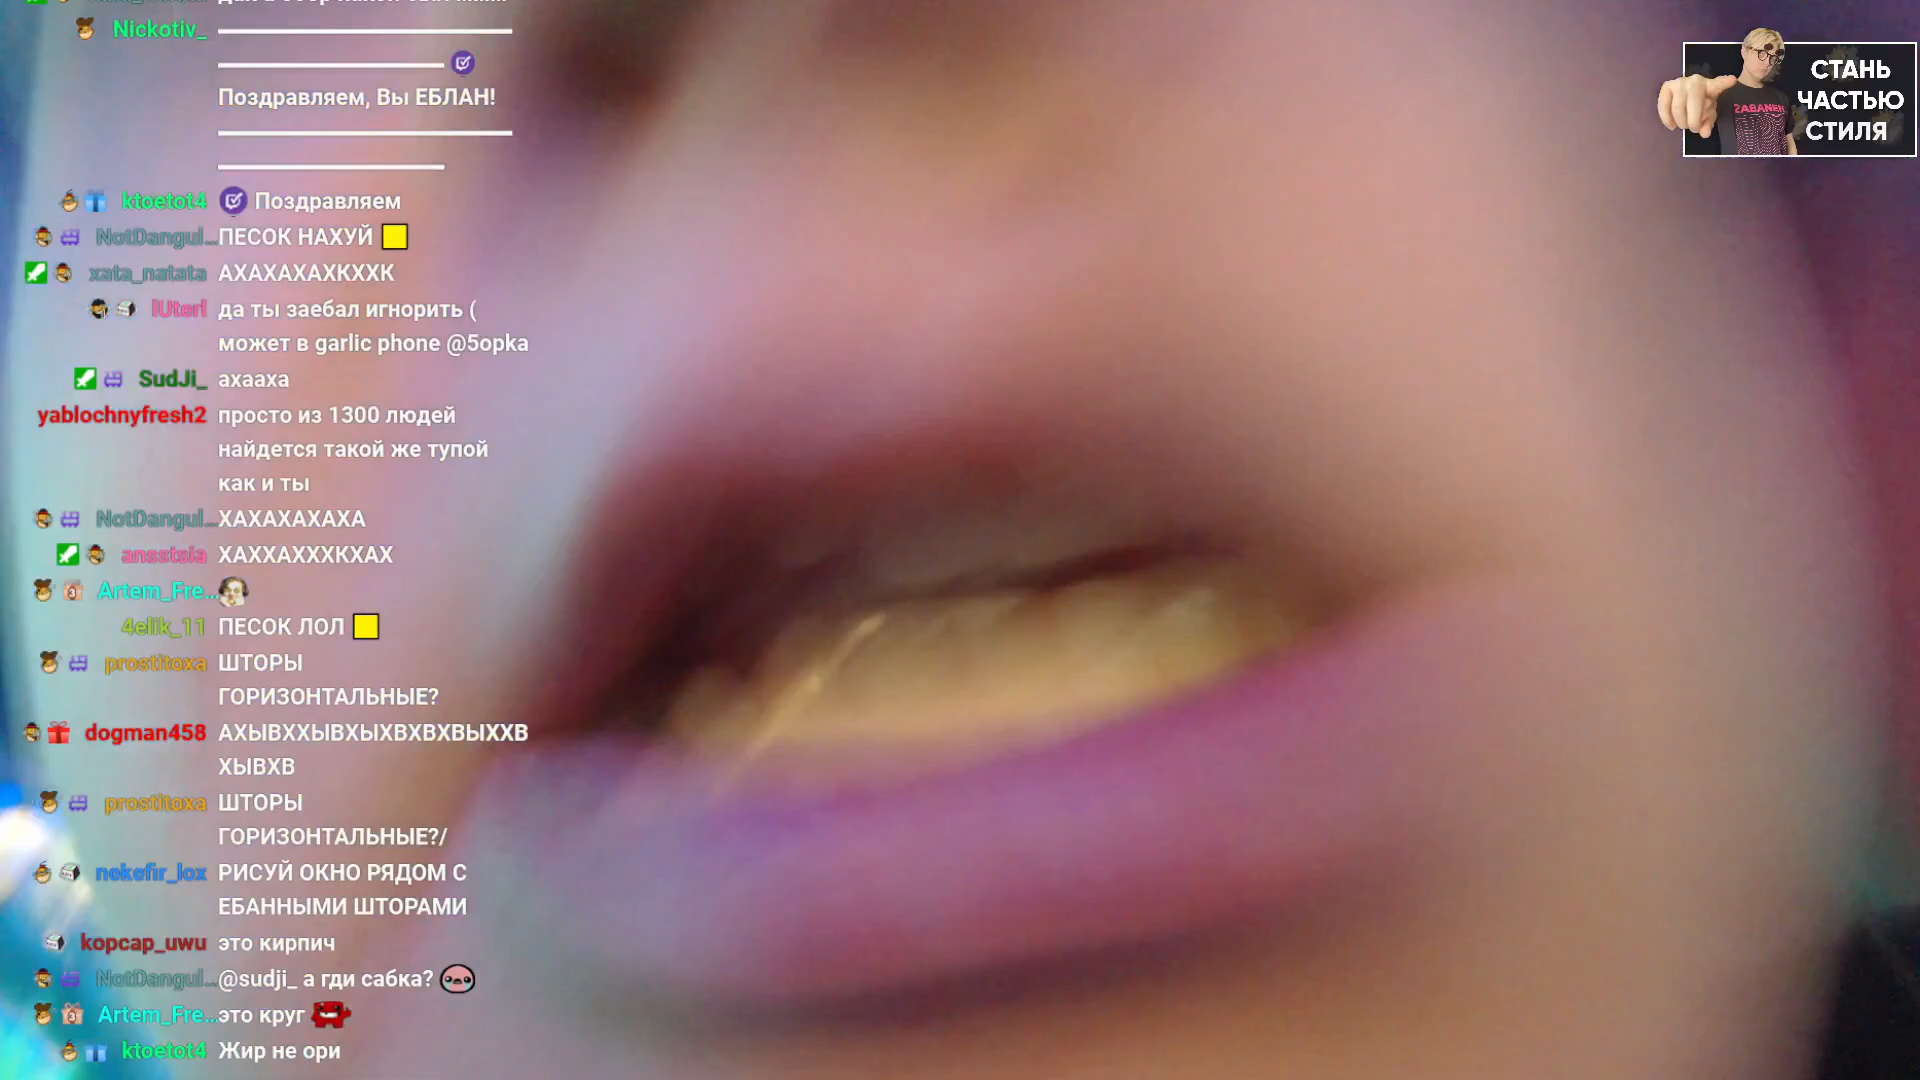 Nickotiv_
Поздравляем, Вы ЕБЛАН!
ktoetot4 Поздравляем
NotDangul... ПЕСОК НАХУЙ
xata_natata АХАХАХАХКХХК
lUterl да ты заебал игнорить (
может в garlic phone @5opka
SudJi_ ахааха
yablochnyfresh2 просто из 1300 людей
найдется такой же тупой
как и ты
NotDangul... ХАХАХАХАХА
ansstsia ХАХХАХХХКХАХ
Artem_Fre...
4elik_11 ПЕСОК ЛОЛ
prostitoxa ШТОРЫ
ГОРИЗОНТАЛЬНЫЕ?
dogman458 АХЫВХХЫВХЫХВХВХВЫХХВ
ХЫВХВ
prostitoxa ШТОРЫ
ГОРИЗОНТАЛЬНЫЕ?/
nekefir_lox РИСУЙ ОКНО РЯДОМ С
ЕБАННЫМИ ШТОРАМИ
kopcap_uwu это кирпич
NotDangul... @sudji_ а гди сабка?
Artem_Fre... это круг
ktoetot4 Жир не ори
СТАНЬ
ЧАСТЬЮ
СТИЛЯ
ZABANEN